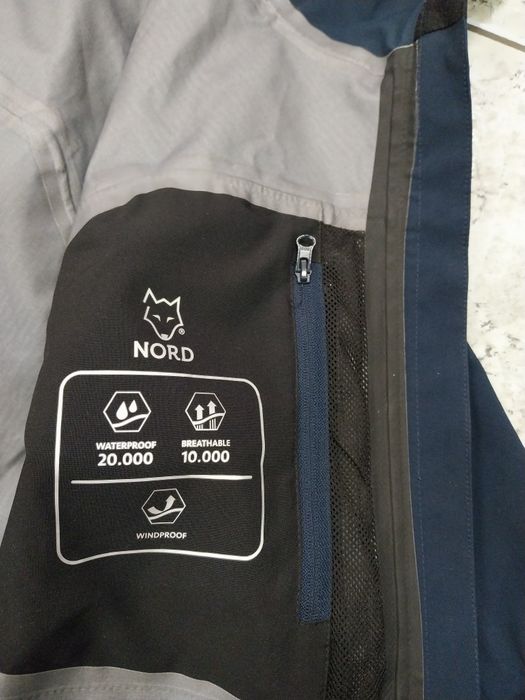 NORD
WATERPROOF
20.000
BREATHABLE
10.000
WINDPROOF